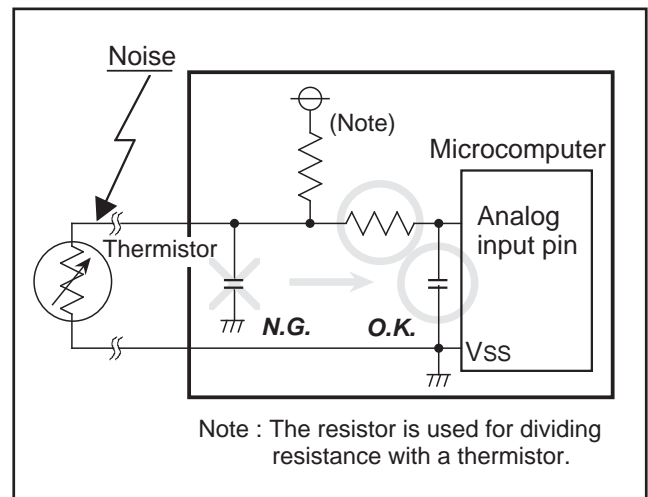 Noise
(Note)
Microcomputer
Analog
input pin
Thermistor
N.G.
O.K.
VSS
Note : The resistor is used for dividing
resistance with a thermistor.